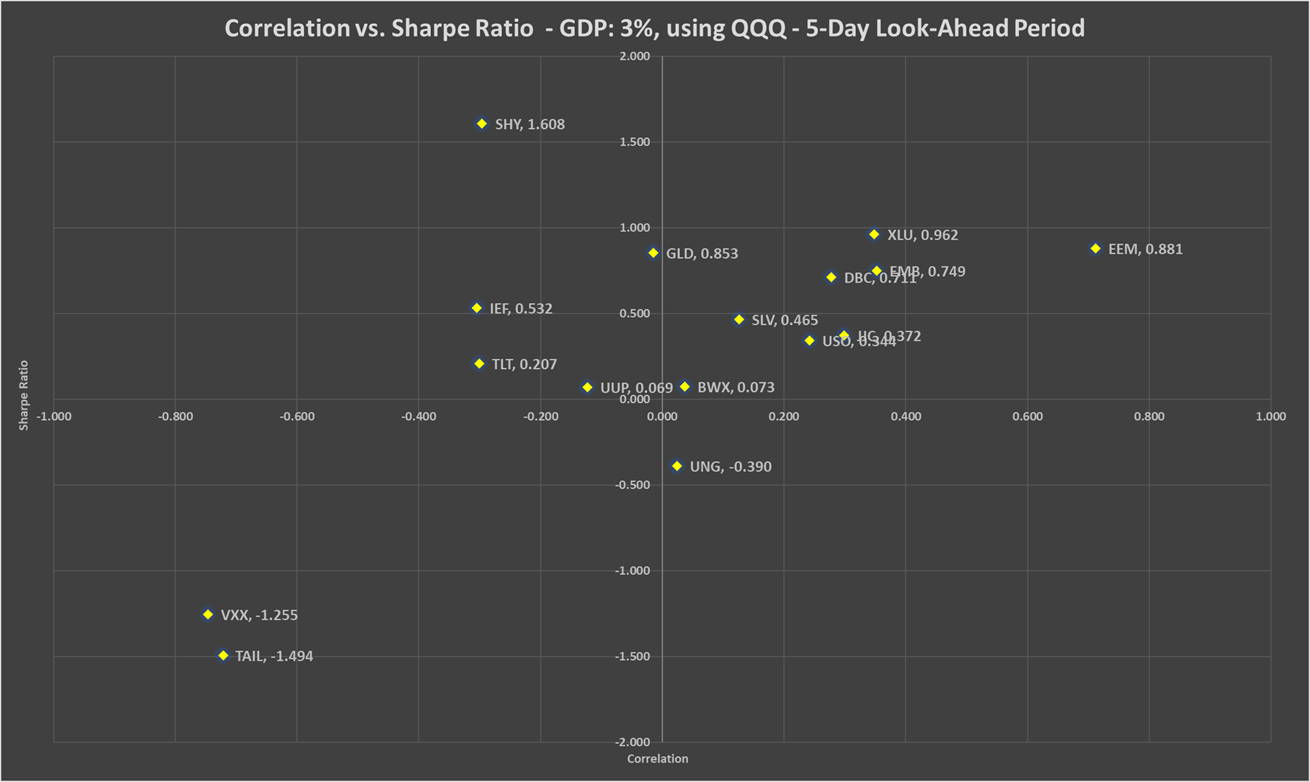 Correlation vs. Sharpe Ratio - GDP: 3%, using QQQ - 5-Day Look-Ahead Period
2.000
SHY, 1.608
1.500
1.000
XLU, 0.962
EEM, 0.881
GLD, 0.853
EMB, 0.749
DBC, 0.711
IEF, 0.532
0.500
SLV, 0.465
0.372
USO, 0.344
TLT, 0.207
UUP, 0.069
BWX, 0.073
0.000
Sharpe Ratio
-1.000 -0.800 -0.600 -0.400 -0.200 0.000 0.200 0.400 0.600 0.800 1.000
UNG, -0.390
-0.500
-1.000
VXX, -1.255
TAIL, -1.494
-1.500
-2.000
Correlation